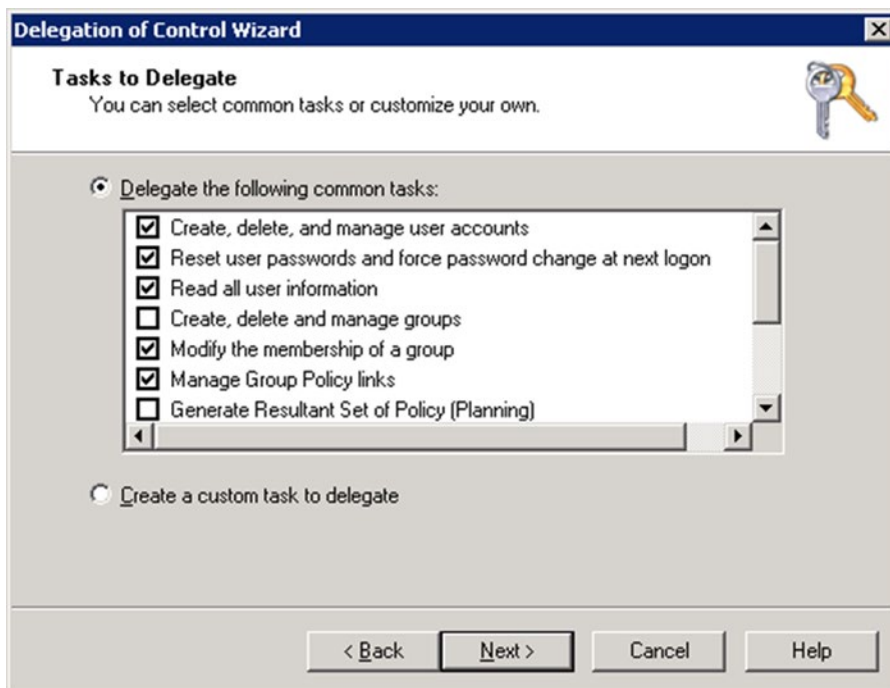 Delegation of Control Wizard
Tasks to Delegate
You can select common tasks or customize your own.
Delegate the following common tasks:
Create, delete, and manage user accounts
Reset user passwords and force password change at next logon
Read all user information
Create, delete and manage groups
Modify the membership of a group
Manage Group Policy links
Generate Resultant Set of Policy (Planning)
Create a custom task to delegate
< Back Next > Cancel Help